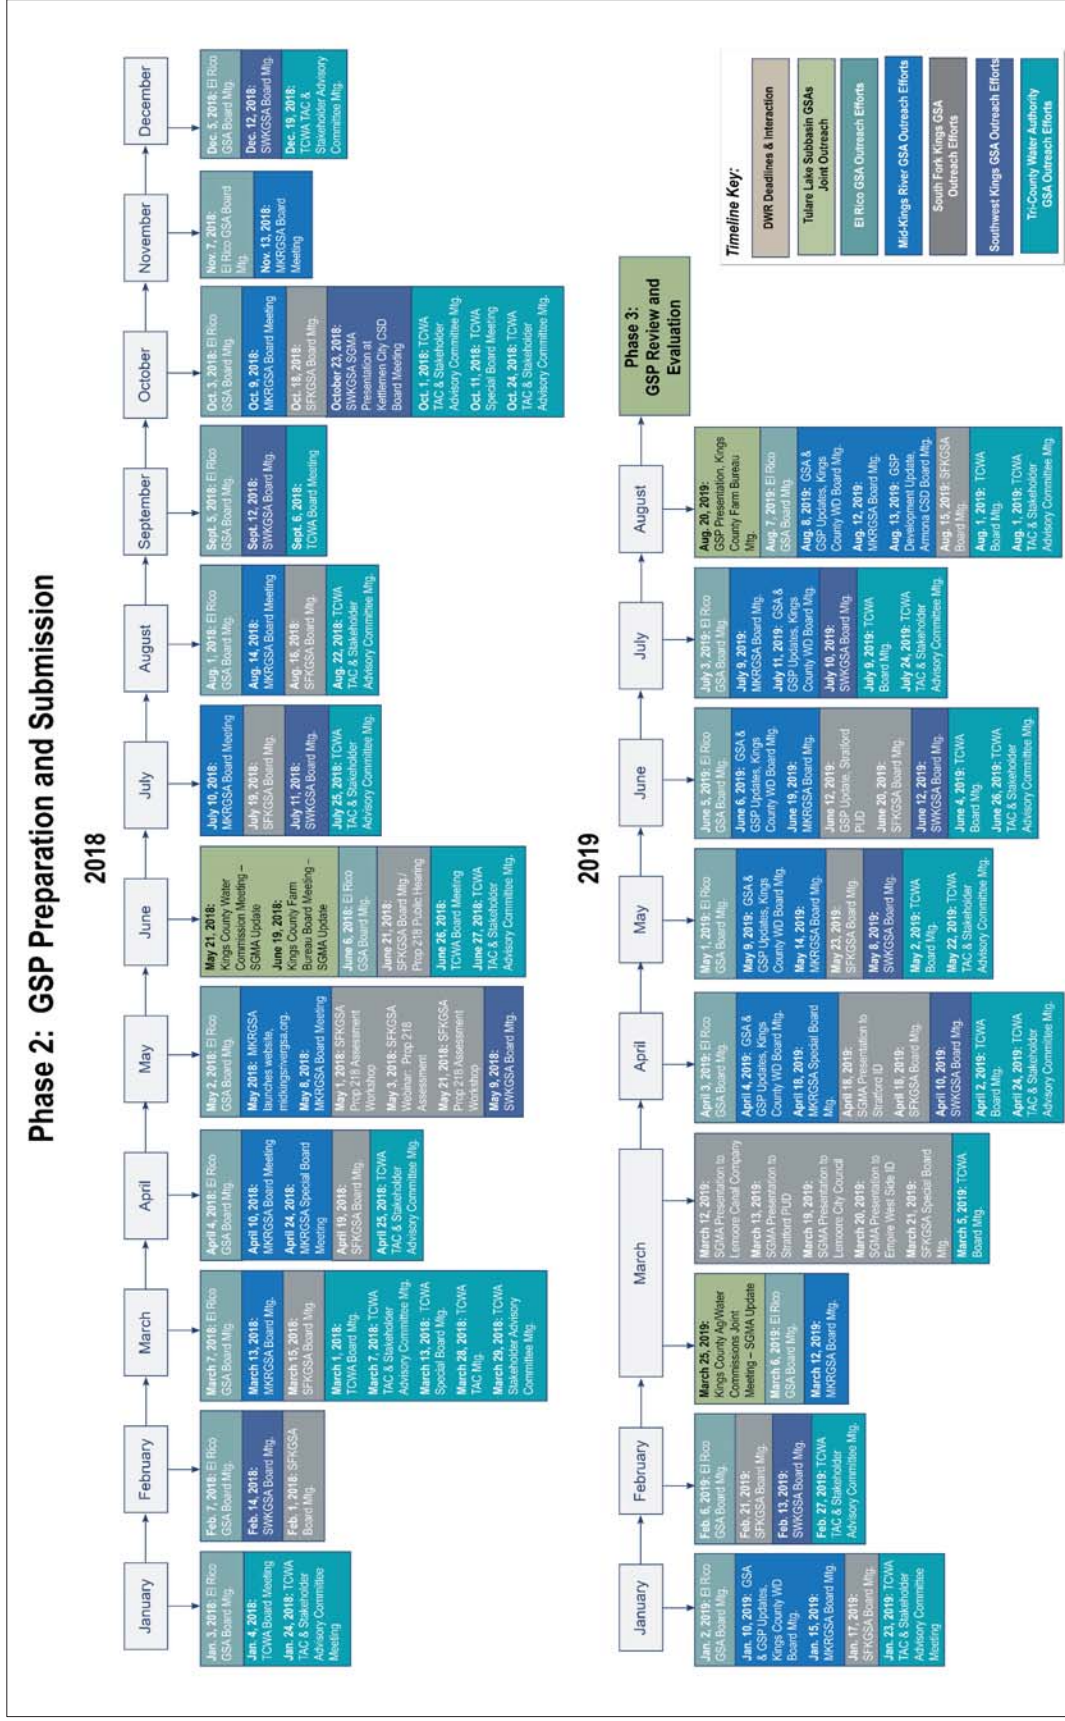 Phase 2: GSP Preparation and Submission
2018
January
Jan. 3, 2018: El Rico
GSA Board Mtg.
Jan. 4, 2018:
TCWA Board Meeting
Jan. 24, 2018: TCWA
TAC & Stakeholder
Advisory Committee
Meeting
February
Feb. 7, 2018: El Rico
GSA Board Mtg.
Feb. 14, 2018:
SWKGSA Board Mtg.
Feb. 1, 2018: SFKGSA
Board Mtg.
March
March 7, 2018: El Rico
GSA Board Mtg.
March 13, 2018:
MKRGSA Board Mtg.
March 15, 2018:
SFKGSA Board Mtg.
March 1, 2018:
TCWA Board Mtg.
March 7, 2018: TCWA
TAC & Stakeholder
Advisory Committee Mtg.
March 13, 2018: TCWA
Special Board Mtg.
March 28, 2018: TCWA
TAC Mtg.
March 29, 2018: TCWA
Stakeholder Advisory
Committee Mtg.
April
April 4, 2018: El Rico
GSA Board Mtg.
April 10, 2018:
MKRGSA Board Meeting
April 24, 2018:
MKRGSA Special Board
Meeting
April 19, 2018:
SFKGSA Board Mtg.
April 25, 2018: TCWA
TAC & Stakeholder
Advisory Committee Mtg.
May
May 2, 2018: El Rico
GSA Board Mtg.
May 2018: MKRGSA
launches website,
midkingsrivergsa.org.
May 8, 2018:
MKRGSA Board Meeting
May 1, 2018: SFKGSA
Prop 218 Assessment
Workshop
May 3, 2018: SFKGSA
Webinar: Prop 218
Assessment
May 21, 2018: SFKGSA
Prop 218 Assessment
Workshop
May 9, 2018:
SWKGSA Board Mtg.
June
May 21, 2018:
Kings County Water
Commission Meeting –
SGMA Update
June 19, 2018:
Kings County Farm
Bureau Board Meeting –
SGMA Update
June 6, 2018: El Rico
GSA Board Mtg.
June 21, 2018:
SFKGSA Board Mtg./
Prop 218 Public Hearing
June 26, 2018:
TCWA Board Meeting
June 27, 2018: TCWA
TAC & Stakeholder
Advisory Committee Mtg.
July
July 10, 2018:
MKRGSA Board Meeting
July 19, 2018:
SFKGSA Board Mtg.
July 11, 2018:
SWKGSA Board Mtg.
July 25, 2018: TCWA
TAC & Stakeholder
Advisory Committee Mtg.
August
Aug. 1, 2018: El Rico
GSA Board Mtg.
Aug. 14, 2018:
MKRGSA Board Meeting
Aug. 16, 2018:
SFKGSA Board Mtg.
Aug. 22, 2018: TCWA
TAC & Stakeholder
Advisory Committee Mtg.
September
Sept. 5, 2018: El Rico
GSA Board Mtg.
Sept. 12, 2018:
SWKGSA Board Mtg.
Sept. 6, 2018:
TCWA Board Meeting
October
Oct. 3, 2018: El Rico
GSA Board Mtg.
Oct. 9, 2018:
MKRGSA Board Meeting
Oct. 18, 2018:
SFKGSA Board Mtg.
October 23, 2018:
SWKGSA SGMA
Presentation at
Kettlemen City CSD
Board Meeting
Oct. 1, 2018: TCWA
TAC & Stakeholder
Advisory Committee Mtg.
Oct. 11, 2018: TCWA
Special Board Meeting
Oct. 24, 2018: TCWA
TAC & Stakeholder
Advisory Committee Mtg.
November
Nov. 7, 2018:
El Rico GSA Board
Mtg.
Nov. 13, 2018:
MKRGSA Board
Meeting
December
Dec. 5, 2018: El Rico
GSA Board Mtg.
Dec. 12, 2018:
SWKGSA Board Mtg.
Dec. 19, 2018:
TCWA TAC &
Stakeholder Advisory
Committee Mtg.
2019
January
Jan. 2, 2019: El Rico
GSA Board Mtg.
Jan. 10, 2019: GSA
& GSP Updates,
Kings County WD
Board Mtg.
Jan. 15, 2019:
MKRGSA Board Mtg.
Jan. 17, 2019:
SFKGSA Board Mtg.
Jan. 23, 2019: TCWA
TAC & Stakeholder
Advisory Committee
Meeting
February
Feb. 6, 2019: El Rico
GSA Board Mtg.
Feb. 21, 2019:
SFKGSA Board Mtg.
Feb. 13, 2019:
SWKGSA Board Mtg.
Feb. 27, 2019: TCWA
TAC & Stakeholder
Advisory Committee Mtg.
March
March 25, 2019:
Kings County Ag/Water
Commissions Joint
Meeting – SGMA Update
March 6, 2019: El Rico
GSA Board Mtg.
March 12, 2019:
MKRGSA Board Mtg.
March 12, 2019:
SGMA Presentation to
Lemoore Canal Company
March 13, 2019:
SGMA Presentation to
Stratford PUD
March 19, 2019:
SGMA Presentation to
Lemoore City Council
March 20, 2019:
SGMA Presentation to
Empire West Side ID
March 21, 2019:
SFKGSA Special Board
Mtg.
March 5, 2019: TCWA
Board Mtg.
April
April 3, 2019: El Rico
GSA Board Mtg.
April 4, 2019: GSA &
GSP Updates, Kings
County WD Board Mtg.
April 18, 2019:
MKRGSA Special Board
Mtg.
April 18, 2019:
SGMA Presentation to
Stratford ID
April 18, 2019:
SFKGSA Board Mtg.
April 10, 2019:
SWKGSA Board Mtg.
April 2, 2019: TCWA
Board Mtg.
April 24, 2019: TCWA
TAC & Stakeholder
Advisory Committee Mtg.
May
May 1, 2019: El Rico
GSA Board Mtg.
May 9, 2019: GSA &
GSP Updates, Kings
County WD Board Mtg.
May 14, 2019:
MKRGSA Board Mtg.
May 23, 2019:
SFKGSA Board Mtg.
May 8, 2019:
SWKGSA Board Mtg.
May 2, 2019: TCWA
Board Mtg.
May 22, 2019: TCWA
TAC & Stakeholder
Advisory Committee Mtg.
June
June 5, 2019: El Rico
GSA Board Mtg.
June 6, 2019: GSA &
GSP Updates, Kings
County WD Board Mtg.
June 19, 2019:
MKRGSA Board Mtg.
June 12, 2019:
GSP Update, Stratford
PUD
June 20, 2019:
SFKGSA Board Mtg.
June 12, 2019:
SWKGSA Board Mtg.
June 4, 2019: TCWA
Board Mtg.
June 26, 2019: TCWA
TAC & Stakeholder
Advisory Committee Mtg.
July
July 3, 2019: El Rico
GSA Board Mtg.
July 9, 2019:
MKRGSA Board Mtg.
July 11, 2019: GSA &
GSP Updates, Kings
County WD Board Mtg.
July 10, 2019:
SWKGSA Board Mtg.
July 9, 2019: TCWA
Board Mtg.
July 24, 2019: TCWA
TAC & Stakeholder
Advisory Committee Mtg.
August
Aug. 20, 2019:
GSP Presentation, Kings
County Farm Bureau
Mtg.
Aug. 7, 2019: El Rico
GSA Board Mtg.
Aug. 8, 2019: GSA &
GSP Updates, Kings
County WD Board Mtg.
Aug. 12, 2019:
MKRGSA Board Mtg.
Aug. 13, 2019: GSP
Development Update,
Armona CSD Board Mtg.
Aug. 15, 2019: SFKGSA
Board Mtg.
Aug. 1, 2019: TCWA
Board Mtg.
Aug. 1, 2019: TCWA
TAC & Stakeholder
Advisory Committee Mtg.
Phase 3:
GSP Review and
Evaluation
Timeline Key:
DWR Deadlines & Interaction
Tulare Lake Subbasin GSAs
Joint Outreach
El Rico GSA Outreach Efforts
Mid-Kings River GSA Outreach Efforts
South Fork Kings GSA
Outreach Efforts
Southwest Kings GSA Outreach Efforts
Tri-County Water Authority
GSA Outreach Efforts